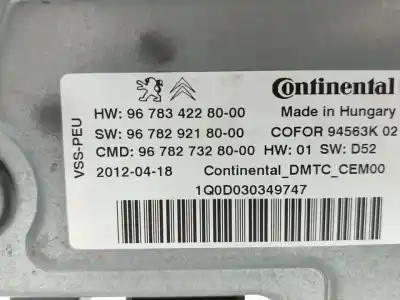 Continental
HW: 96 783 422 80-00 Made in Hungary
SW: 96 782 921 80-00 COFOR 94563K 02
CMD: 96 782 732 80-00 HW: 01 SW: D52
2012-04-18 Continental_DMTC_CEM00
1Q0D030349747
VSS-PEU